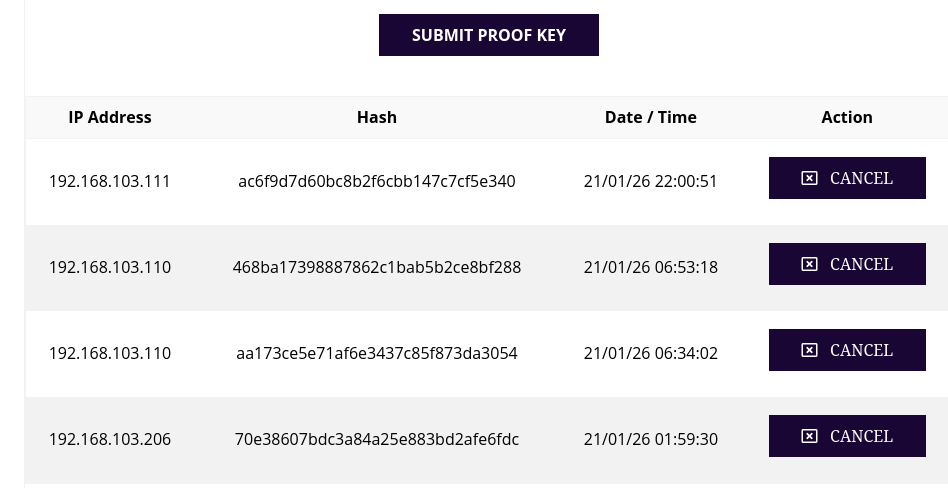 SUBMIT PROOF KEY
IP Address Hash Date / Time Action
192.168.103.111 ac6f9d7d60bc8b2f6cbb147c7cf5e340 21/01/26 22:00:51 CANCEL
192.168.103.110 468ba17398887862c1bab5b2ce8bf288 21/01/26 06:53:18 CANCEL
192.168.103.110 aa173ce5e71af6e3437c85f873da3054 21/01/26 06:34:02 CANCEL
192.168.103.206 70e38607bdc3a84a25e883bd2afe6fdc 21/01/26 01:59:30 CANCEL